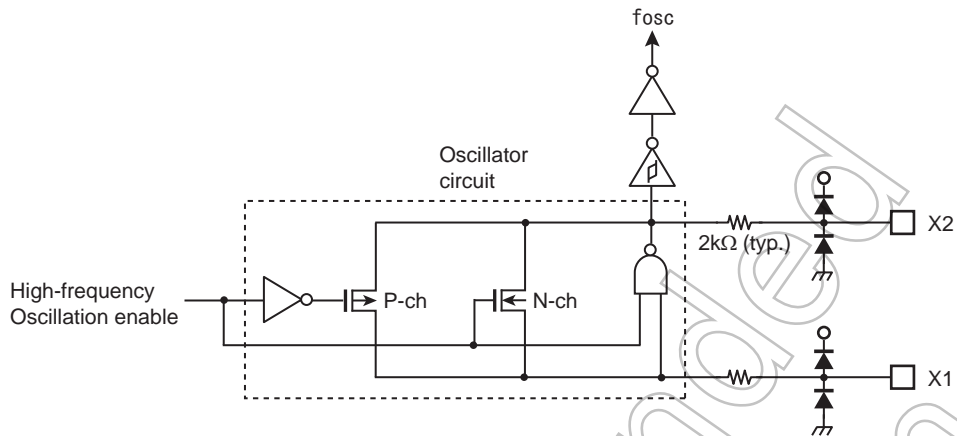 fosc
Oscillator
circuit
2kΩ (typ.)
X2
High-frequency
Oscillation enable
P-ch
N-ch
X1